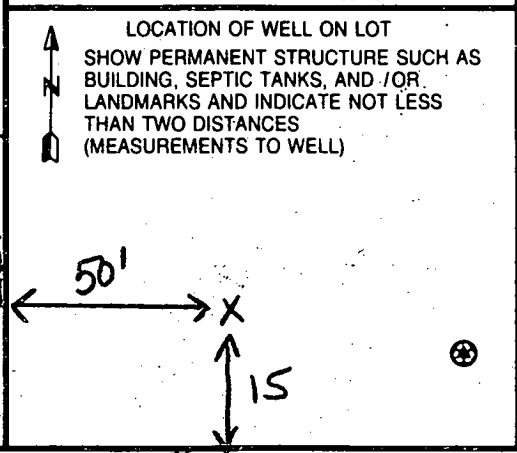 LOCATION OF WELL ON LOT
SHOW PERMANENT STRUCTURE SUCH AS
N BUILDING, SEPTIC TANKS, AND /OR
LANDMARKS AND INDICATE NOT LESS
THAN TWO DISTANCES
(MEASUREMENTS TO WELL)
50'
X
15